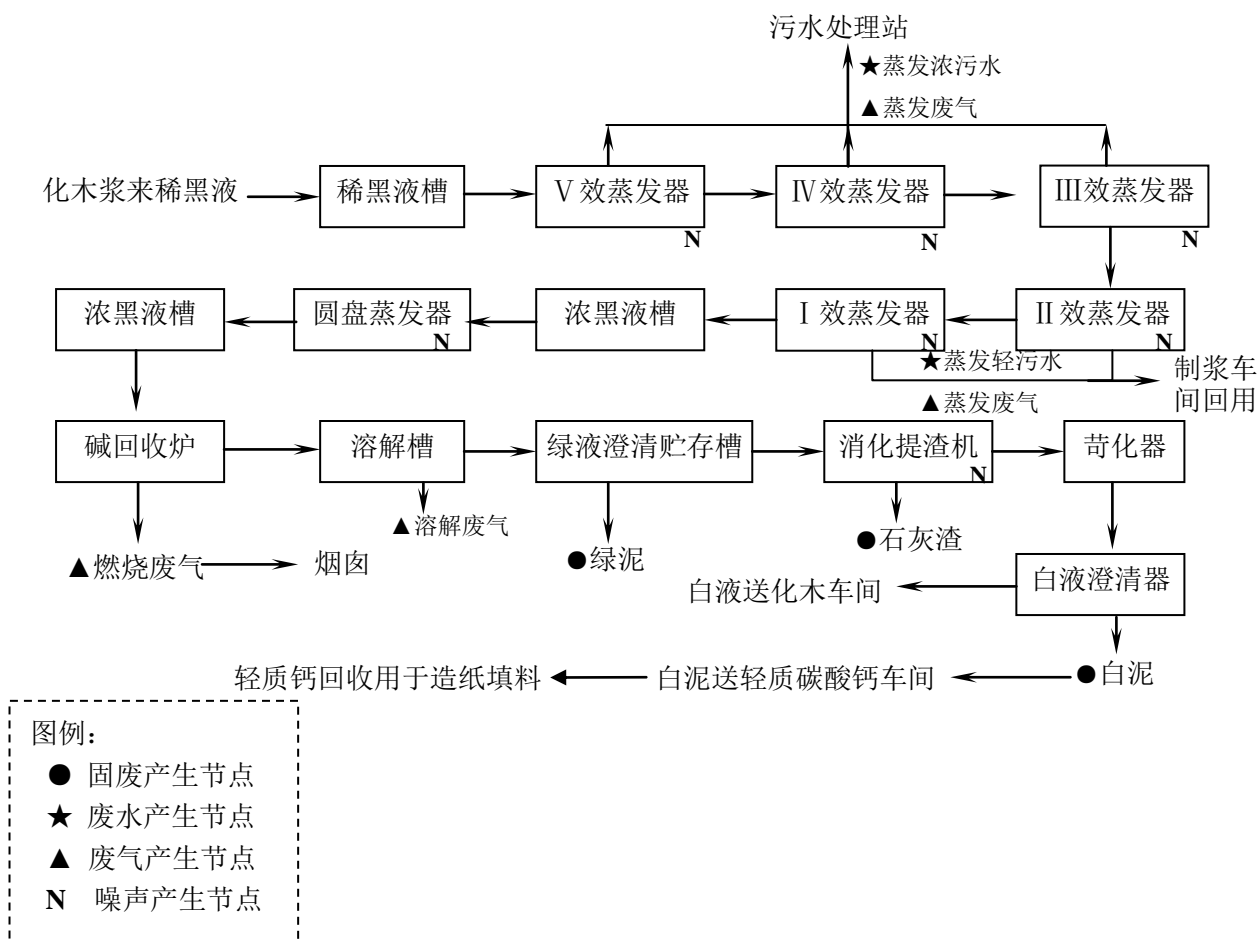 污水处理站
★蒸发浓污水
▲蒸发废气
化木浆来稀黑液
稀黑液槽
Ⅴ效蒸发器
N
Ⅳ效蒸发器
N
Ⅲ效蒸发器
N
浓黑液槽
圆盘蒸发器
N
浓黑液槽
Ⅰ效蒸发器
N
Ⅱ效蒸发器
N
★蒸发轻污水
▲蒸发废气
制浆车
间回用
碱回收炉
溶解槽
绿液澄清贮存槽
消化提渣机
N
苛化器
▲溶解废气
▲燃烧废气
烟囱
●绿泥
●石灰渣
白液送化木车间
白液澄清器
轻质钙回收用于造纸填料
白泥送轻质碳酸钙车间
●白泥
图例：
● 固废产生节点
★ 废水产生节点
▲ 废气产生节点
N 噪声产生节点